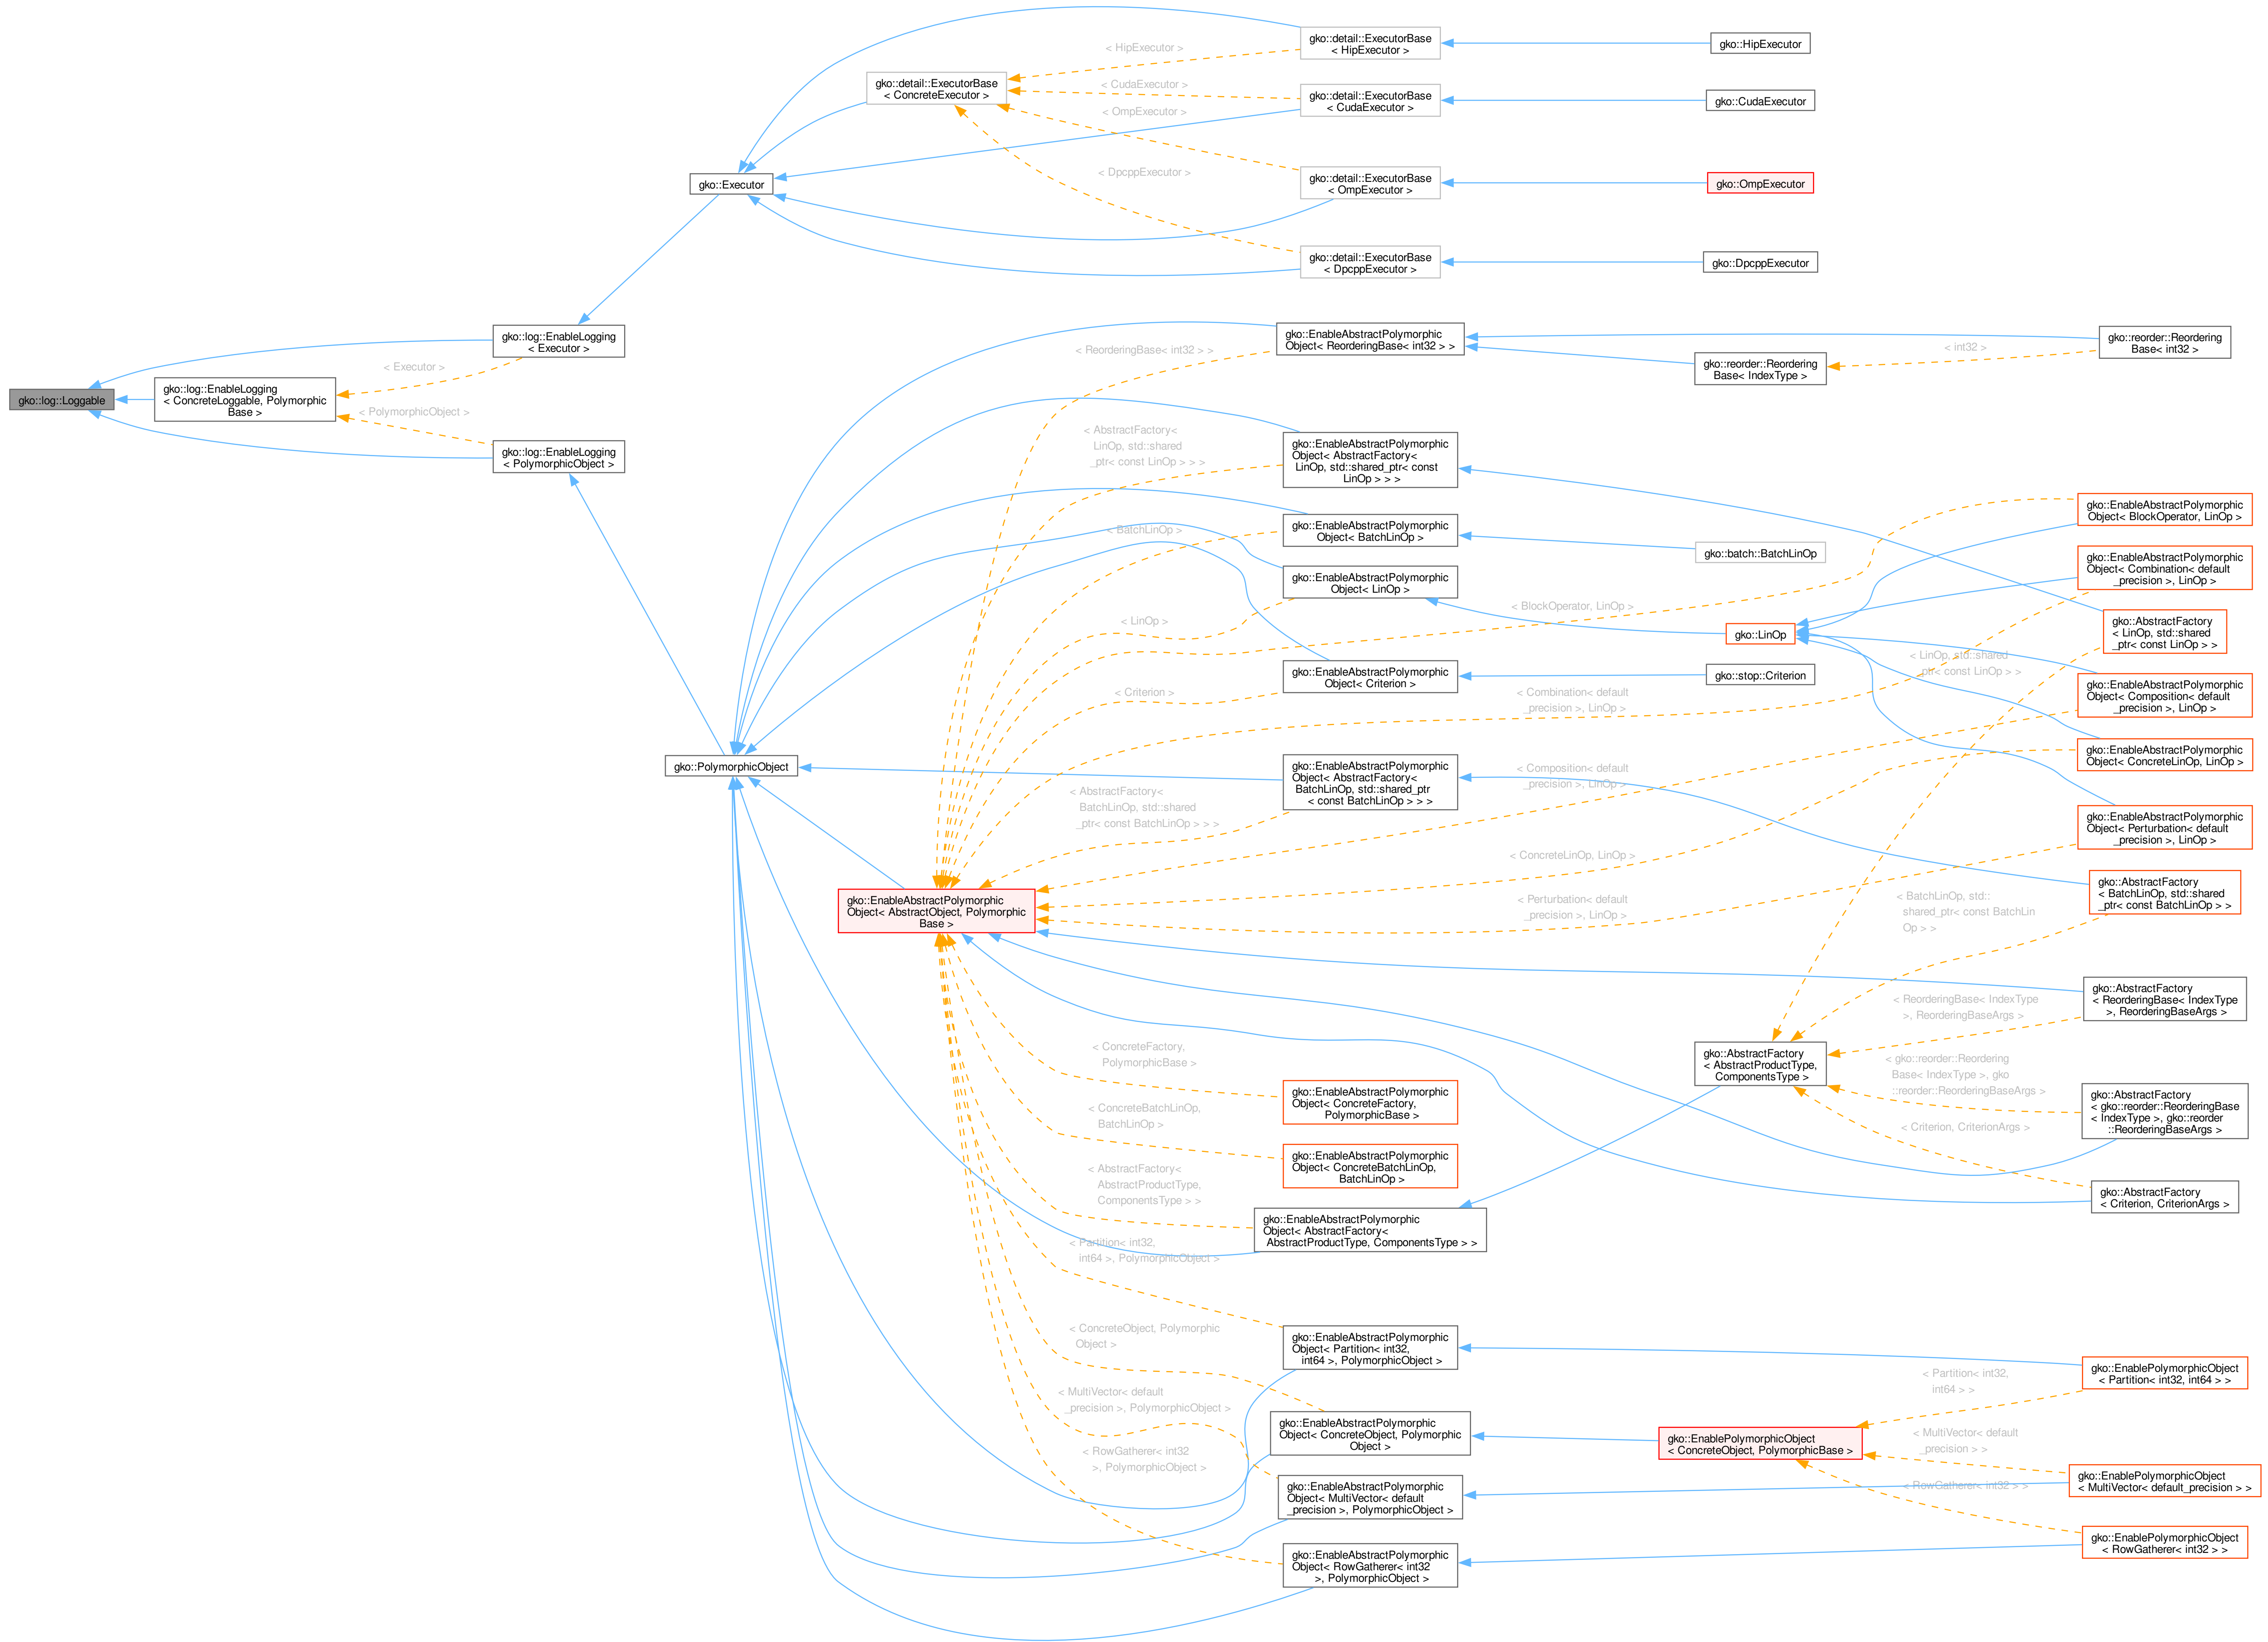 gko::log::Loggable
gko::log::EnableLogging
< Executor >
gko::log::EnableLogging
< ConcreteLoggable, Polymorphic
Base >
gko::log::EnableLogging
< PolymorphicObject >
< Executor >
< PolymorphicObject >
gko::Executor
gko::detail::ExecutorBase
< ConcreteExecutor >
< HipExecutor >
< CudaExecutor >
< OmpExecutor >
< DpcppExecutor >
gko::detail::ExecutorBase
< HipExecutor >
gko::detail::ExecutorBase
< CudaExecutor >
gko::detail::ExecutorBase
< OmpExecutor >
gko::detail::ExecutorBase
< DpcppExecutor >
gko::HipExecutor
gko::CudaExecutor
gko::OmpExecutor
gko::DpcppExecutor
gko::PolymorphicObject
gko::EnableAbstractPolymorphic
Object< AbstractObject, Polymorphic
Base >
< ReorderingBase< int32 > >
< AbstractFactory<
LinOp, std::shared
_ptr< const LinOp > > >
< BatchLinOp >
< LinOp >
< BlockOperator, LinOp >
< Criterion >
< Combination< default
_precision >, LinOp >
< Composition< default
_precision >, LinOp >
< AbstractFactory<
BatchLinOp, std::shared
_ptr< const BatchLinOp > > >
< ConcreteLinOp, LinOp >
< Perturbation< default
_precision >, LinOp >
< ConcreteFactory,
PolymorphicBase >
< ConcreteBatchLinOp,
BatchLinOp >
< AbstractFactory<
AbstractProductType,
ComponentsType > >
< Partition< int32,
int64 >, PolymorphicObject >
< ConcreteObject, Polymorphic
Object >
< MultiVector< default
_precision >, PolymorphicObject >
< RowGatherer< int32
>, PolymorphicObject >
gko::EnableAbstractPolymorphic
Object< ReorderingBase< int32 > >
gko::EnableAbstractPolymorphic
Object< AbstractFactory<
LinOp, std::shared_ptr< const
LinOp > > >
gko::EnableAbstractPolymorphic
Object< BatchLinOp >
gko::EnableAbstractPolymorphic
Object< LinOp >
gko::EnableAbstractPolymorphic
Object< Criterion >
gko::EnableAbstractPolymorphic
Object< AbstractFactory<
BatchLinOp, std::shared_ptr
< const BatchLinOp > > >
gko::EnableAbstractPolymorphic
Object< ConcreteFactory,
PolymorphicBase >
gko::EnableAbstractPolymorphic
Object< ConcreteBatchLinOp,
BatchLinOp >
gko::EnableAbstractPolymorphic
Object< AbstractFactory<
AbstractProductType, ComponentsType > >
gko::EnableAbstractPolymorphic
Object< Partition< int32,
int64 >, PolymorphicObject >
gko::EnableAbstractPolymorphic
Object< ConcreteObject, Polymorphic
Object >
gko::EnableAbstractPolymorphic
Object< MultiVector< default
_precision >, PolymorphicObject >
gko::EnableAbstractPolymorphic
Object< RowGatherer< int32
>, PolymorphicObject >
gko::reorder::Reordering
Base< IndexType >
< int32 >
gko::reorder::Reordering
Base< int32 >
gko::batch::BatchLinOp
gko::LinOp
gko::stop::Criterion
gko::AbstractFactory
< AbstractProductType,
ComponentsType >
< LinOp, std::shared
_ptr< const LinOp > >
< BatchLinOp, std::
shared_ptr< const BatchLin
Op > >
< ReorderingBase< IndexType
>, ReorderingBaseArgs >
< gko::reorder::Reordering
Base< IndexType >, gko
::reorder::ReorderingBaseArgs >
< Criterion, CriterionArgs >
gko::EnableAbstractPolymorphic
Object< BlockOperator, LinOp >
gko::EnableAbstractPolymorphic
Object< Combination< default
_precision >, LinOp >
gko::AbstractFactory
< LinOp, std::shared
_ptr< const LinOp > >
gko::EnableAbstractPolymorphic
Object< Composition< default
_precision >, LinOp >
gko::EnableAbstractPolymorphic
Object< ConcreteLinOp, LinOp >
gko::EnableAbstractPolymorphic
Object< Perturbation< default
_precision >, LinOp >
gko::AbstractFactory
< BatchLinOp, std::shared
_ptr< const BatchLinOp > >
gko::AbstractFactory
< ReorderingBase< IndexType
>, ReorderingBaseArgs >
gko::AbstractFactory
< gko::reorder::ReorderingBase
< IndexType >, gko::reorder
::ReorderingBaseArgs >
gko::AbstractFactory
< Criterion, CriterionArgs >
gko::EnablePolymorphicObject
< ConcreteObject, PolymorphicBase >
< Partition< int32,
int64 > >
< MultiVector< default
_precision > >
< RowGatherer< int32 > >
gko::EnablePolymorphicObject
< Partition< int32, int64 > >
gko::EnablePolymorphicObject
< MultiVector< default_precision > >
gko::EnablePolymorphicObject
< RowGatherer< int32 > >